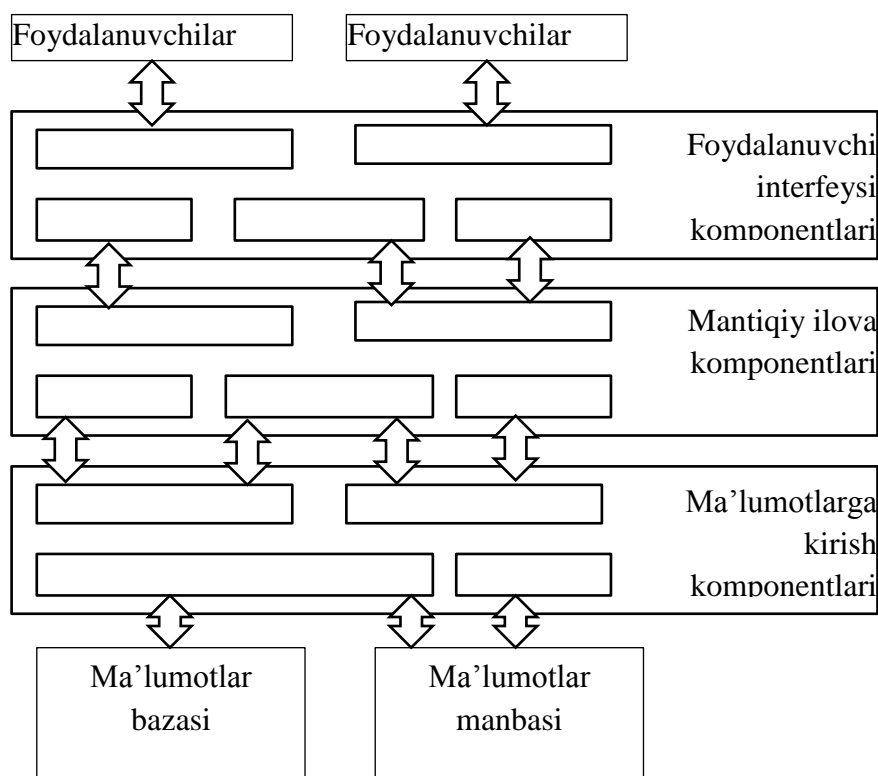 Foydalanuvchilar
Foydalanuvchilar
Foydalanuvchi
interfeysi
komponentlari
Mantiqiy ilova
komponentlari
Ma’lumotlarga
kirish
komponentlari
Ma’lumotlar
bazasi
Ma’lumotlar
manbasi